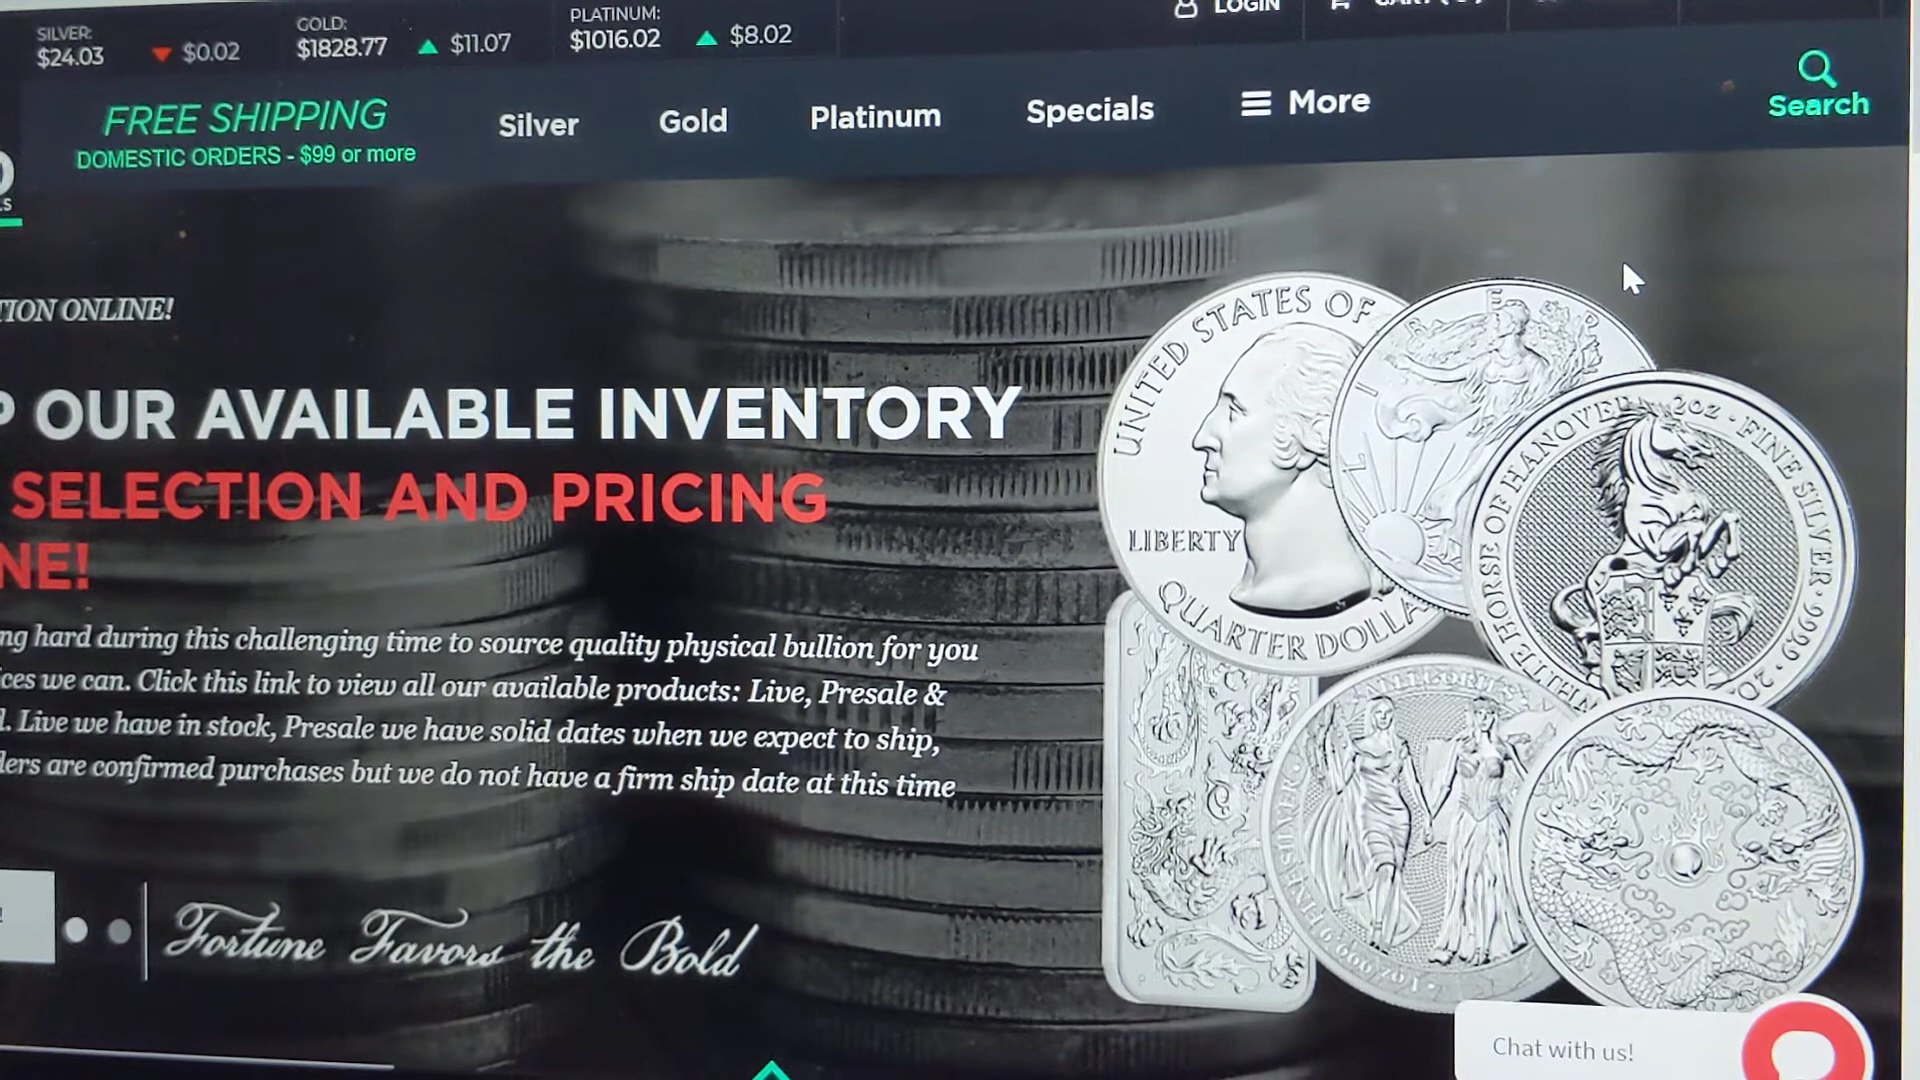 SILVER:
$24.03
$0.02
GOLD:
$1828.77
$11.07
PLATINUM:
$1016.02
$8.02
LOGIN
FREE SHIPPING
DOMESTIC ORDERS - $99 or more
Silver
Gold
Platinum
Specials
More
Search
TION ONLINE!
P OUR AVAILABLE INVENTORY
SELECTION AND PRICING
NE!
ng hard during this challenging time to source quality physical bullion for you
ces we can. Click this link to view all our available products: Live, Presale &
l. Live we have in stock, Presale we have solid dates when we expect to ship,
ders are confirmed purchases but we do not have a firm ship date at this time
Fortune Favors the Bold
UNITED STATES OF
LIBERTY
QUARTER DOLLA
WHITE HORSE OF HANOVER · 2oz · FINE SILVER · 999.9 · 20
Chat with us!